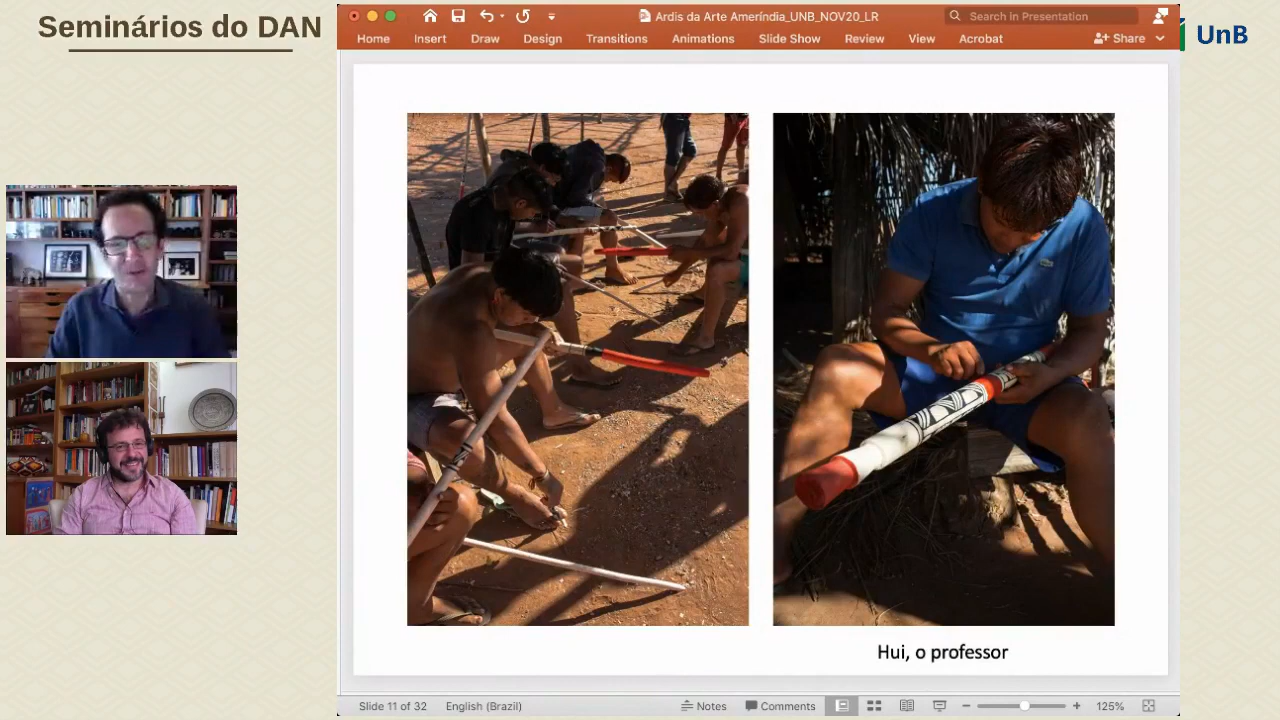 Seminários do DAN
Ardis da Arte Ameríndia_UNB_NOV20_LR
Search in Presentation
Home Insert Draw Design Transitions Animations Slide Show Review View Acrobat Share
UnB
Hui, o professor
Slide 11 of 32 English (Brazil) Notes Comments 125%